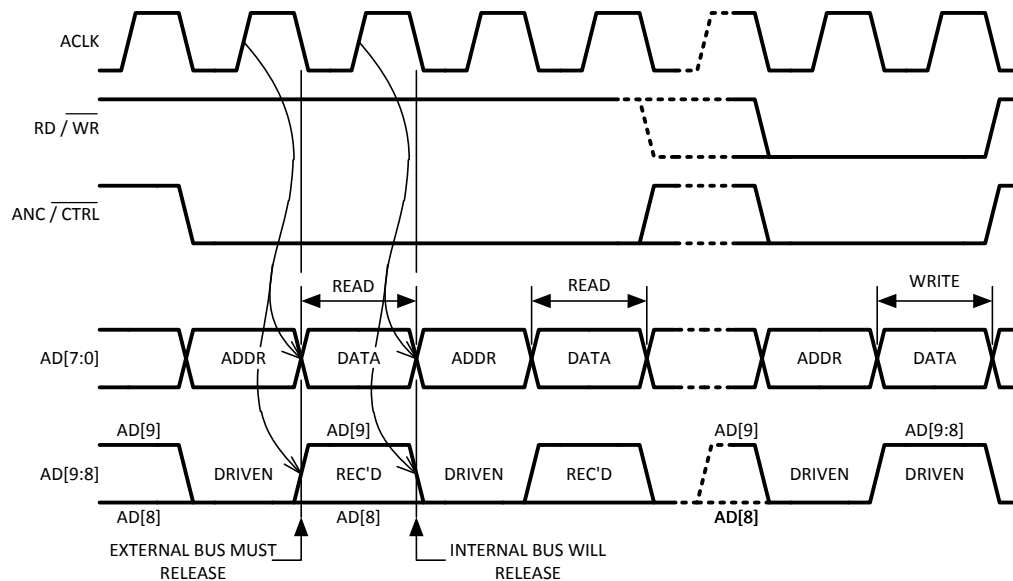 ACLK
RD / WR
ANC / CTRL
READ READ WRITE
AD[7:0] ADDR DATA ADDR DATA ADDR DATA
AD[9] AD[9] AD[9] AD[9:8]
AD[9:8] DRIVEN REC'D DRIVEN REC'D DRIVEN DRIVEN
AD[8] AD[8] AD[8]
EXTERNAL BUS MUST INTERNAL BUS WILL
RELEASE RELEASE